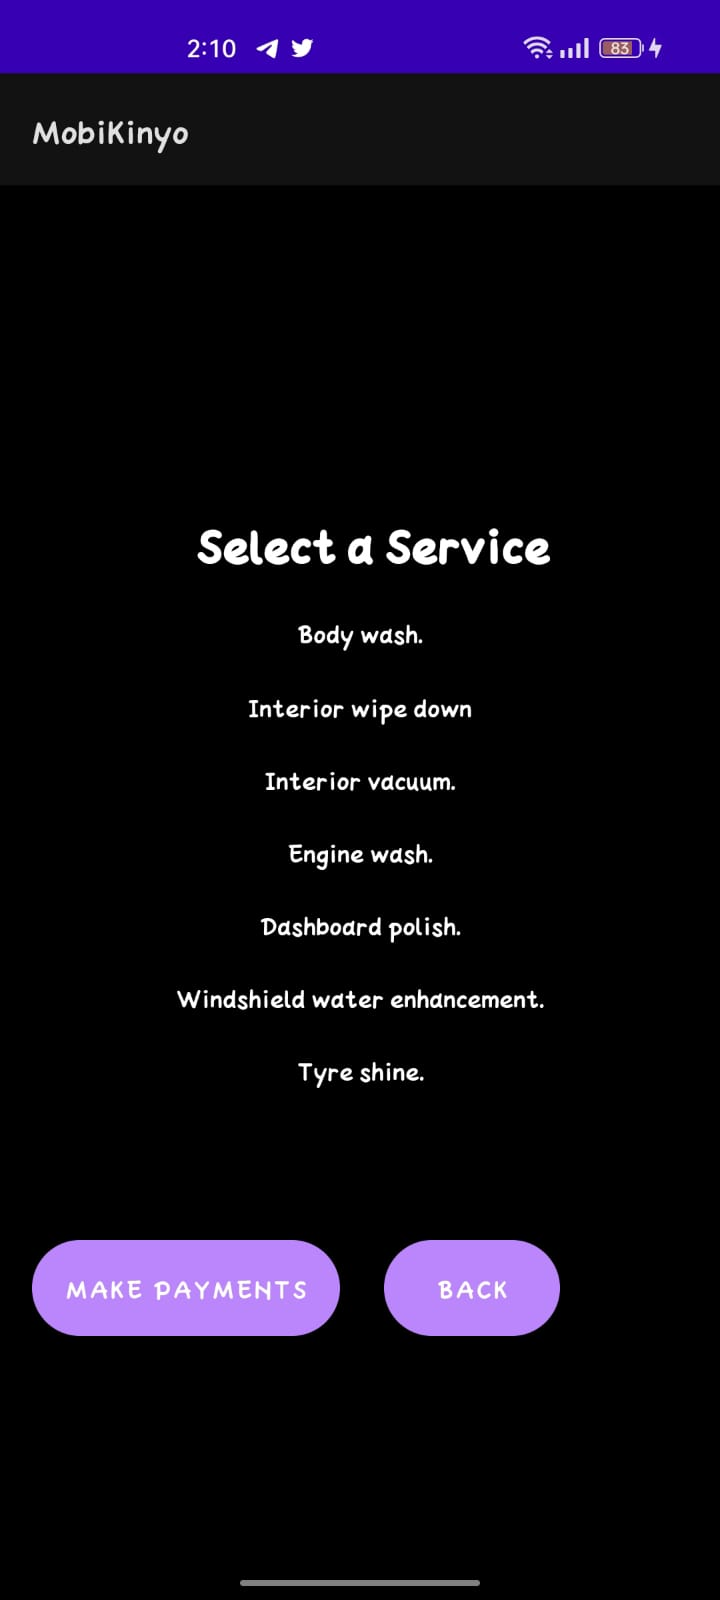 2:10
83
MobiKinyo
Select a Service
Body wash.
Interior wipe down
Interior vacuum.
Engine wash.
Dashboard polish.
Windshield water enhancement.
Tyre shine.
MAKE PAYMENTS
BACK